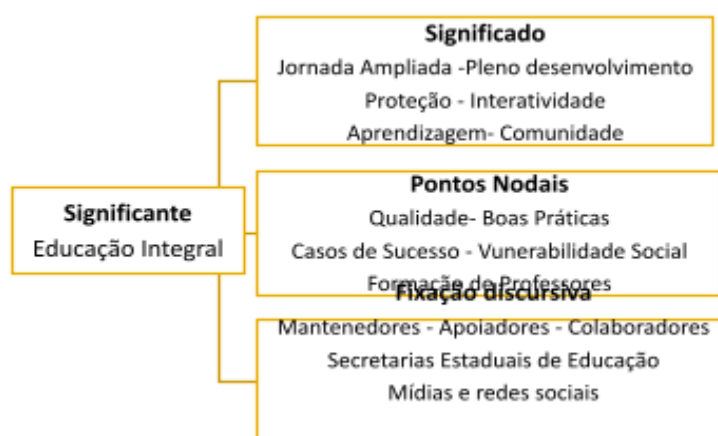 Significado
Jornada Ampliada -Pleno desenvolvimento
Proteção - Interatividade
Aprendizagem- Comunidade
Significante
Educação Integral
Pontos Nodais
Qualidade- Boas Práticas
Casos de Sucesso - Vunerabilidade Social
Formação de Professores
Fixação discursiva
Mantenedores - Apoiadores - Colaboradores
Secretarias Estaduais de Educação
Mídias e redes sociais